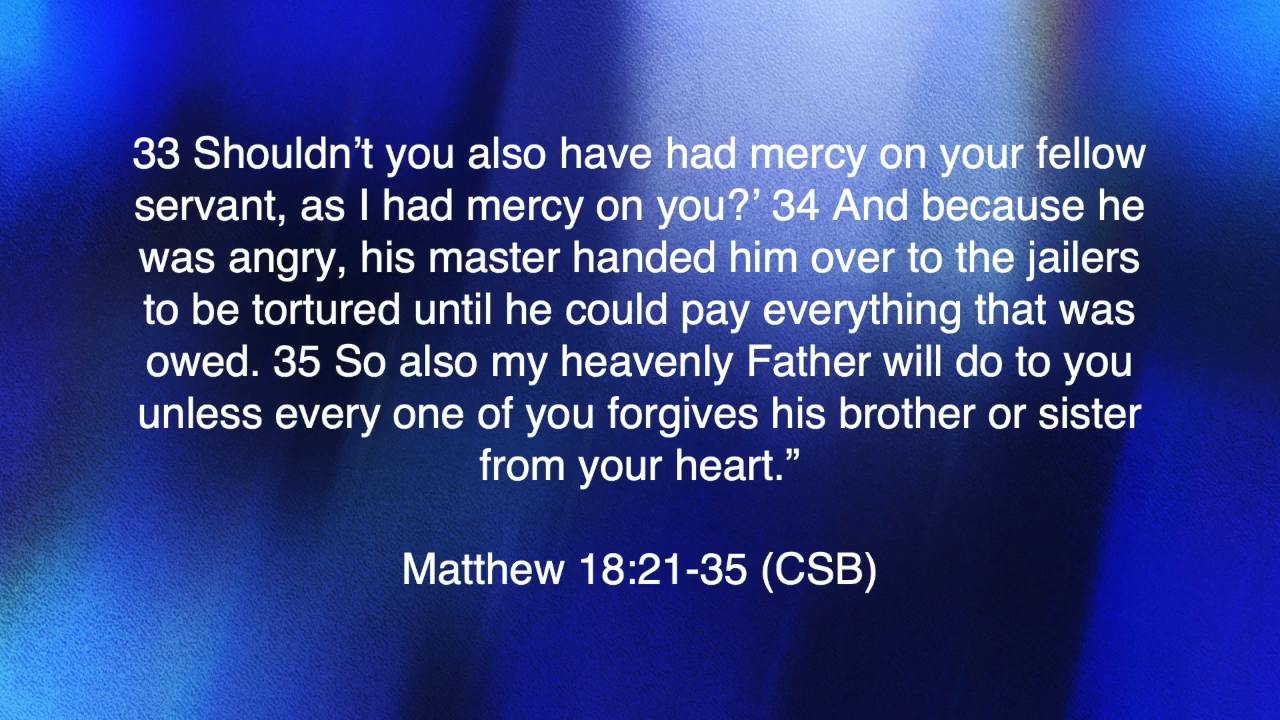 33 Shouldn’t you also have had mercy on your fellow
servant, as I had mercy on you?’ 34 And because he
was angry, his master handed him over to the jailers
to be tortured until he could pay everything that was
owed. 35 So also my heavenly Father will do to you
unless every one of you forgives his brother or sister
from your heart.”
Matthew 18:21-35 (CSB)